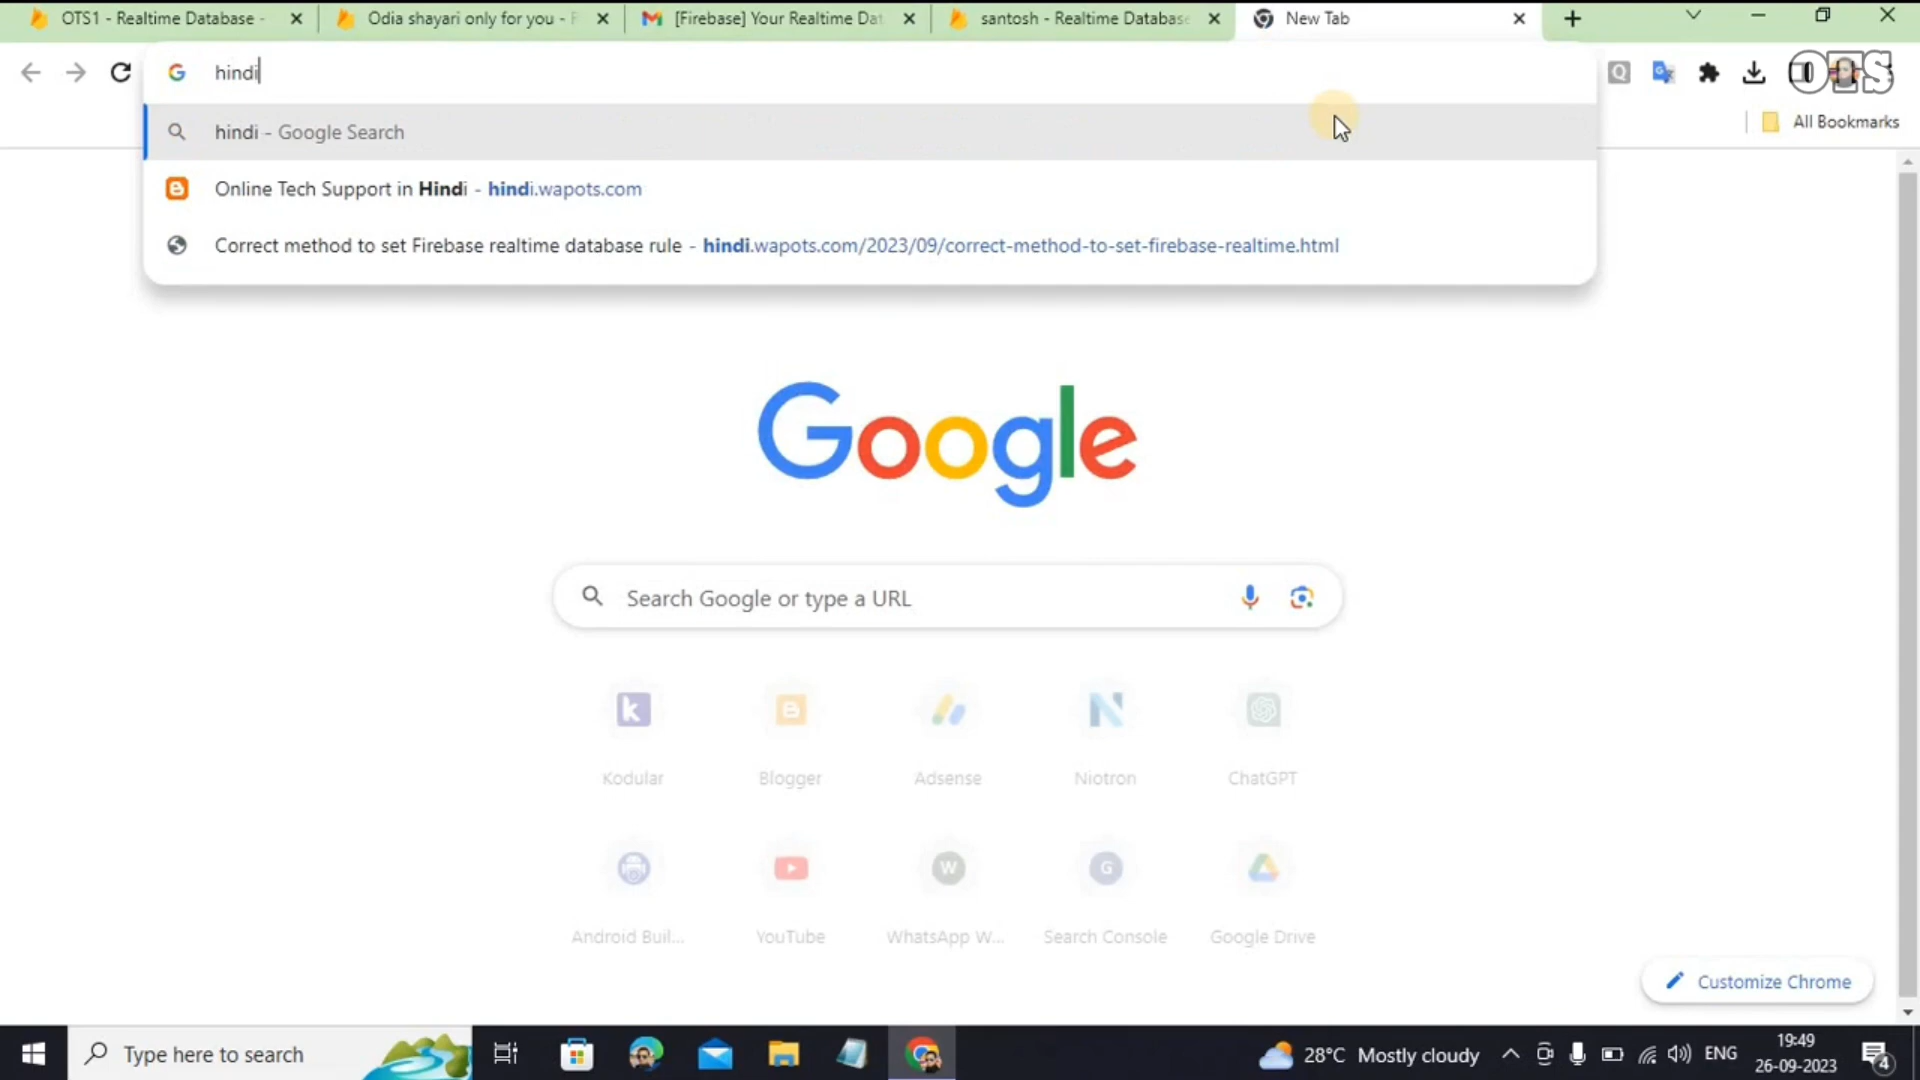 OTS1 - Realtime Database -
Odia shayari only for you - F
[Firebase] Your Realtime Dat
santosh - Realtime Database
New Tab
hindi
OTS
hindi - Google Search
All Bookmarks
Online Tech Support in Hindi - hindi.wapots.com
Correct method to set Firebase realtime database rule - hindi.wapots.com/2023/09/correct-method-to-set-firebase-realtime.html
Google
Search Google or type a URL
Kodular
Blogger
Adsense
Niotron
ChatGPT
Android Buil...
YouTube
WhatsApp W...
Search Console
Google Drive
Customize Chrome
Type here to search
28°C Mostly cloudy
ENG
19:49
26-09-2023
4